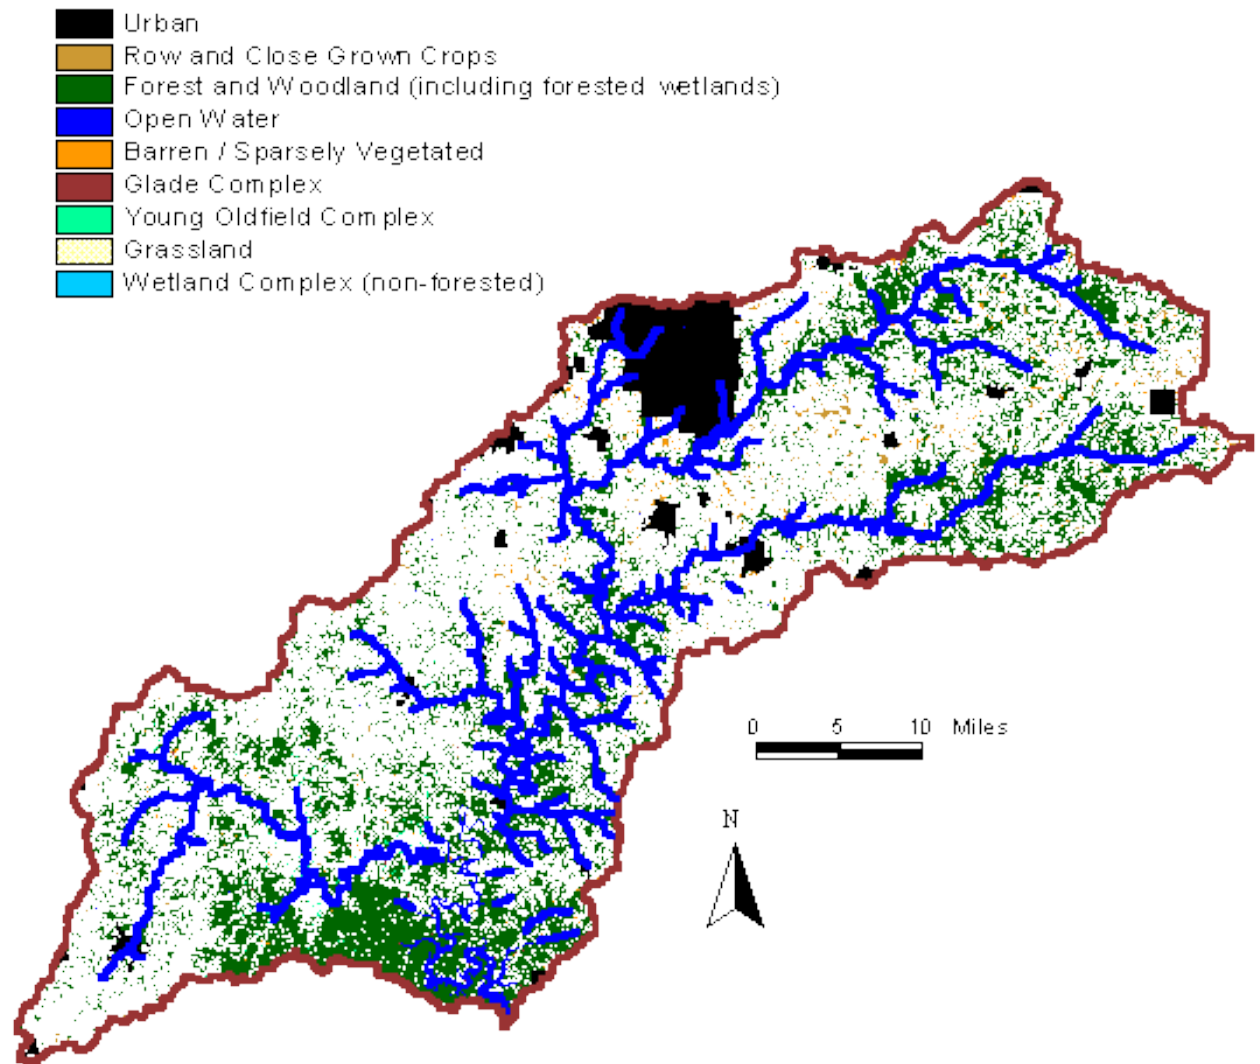 Urban
Row and Close Grown Crops
Forest and Woodland (including forested wetlands)
Open Water
Barren / Sparsely Vegetated
Glade Complex
Young Oldfield Complex
Grassland
Wetland Complex (non-forested)
0 5 10 Miles
N